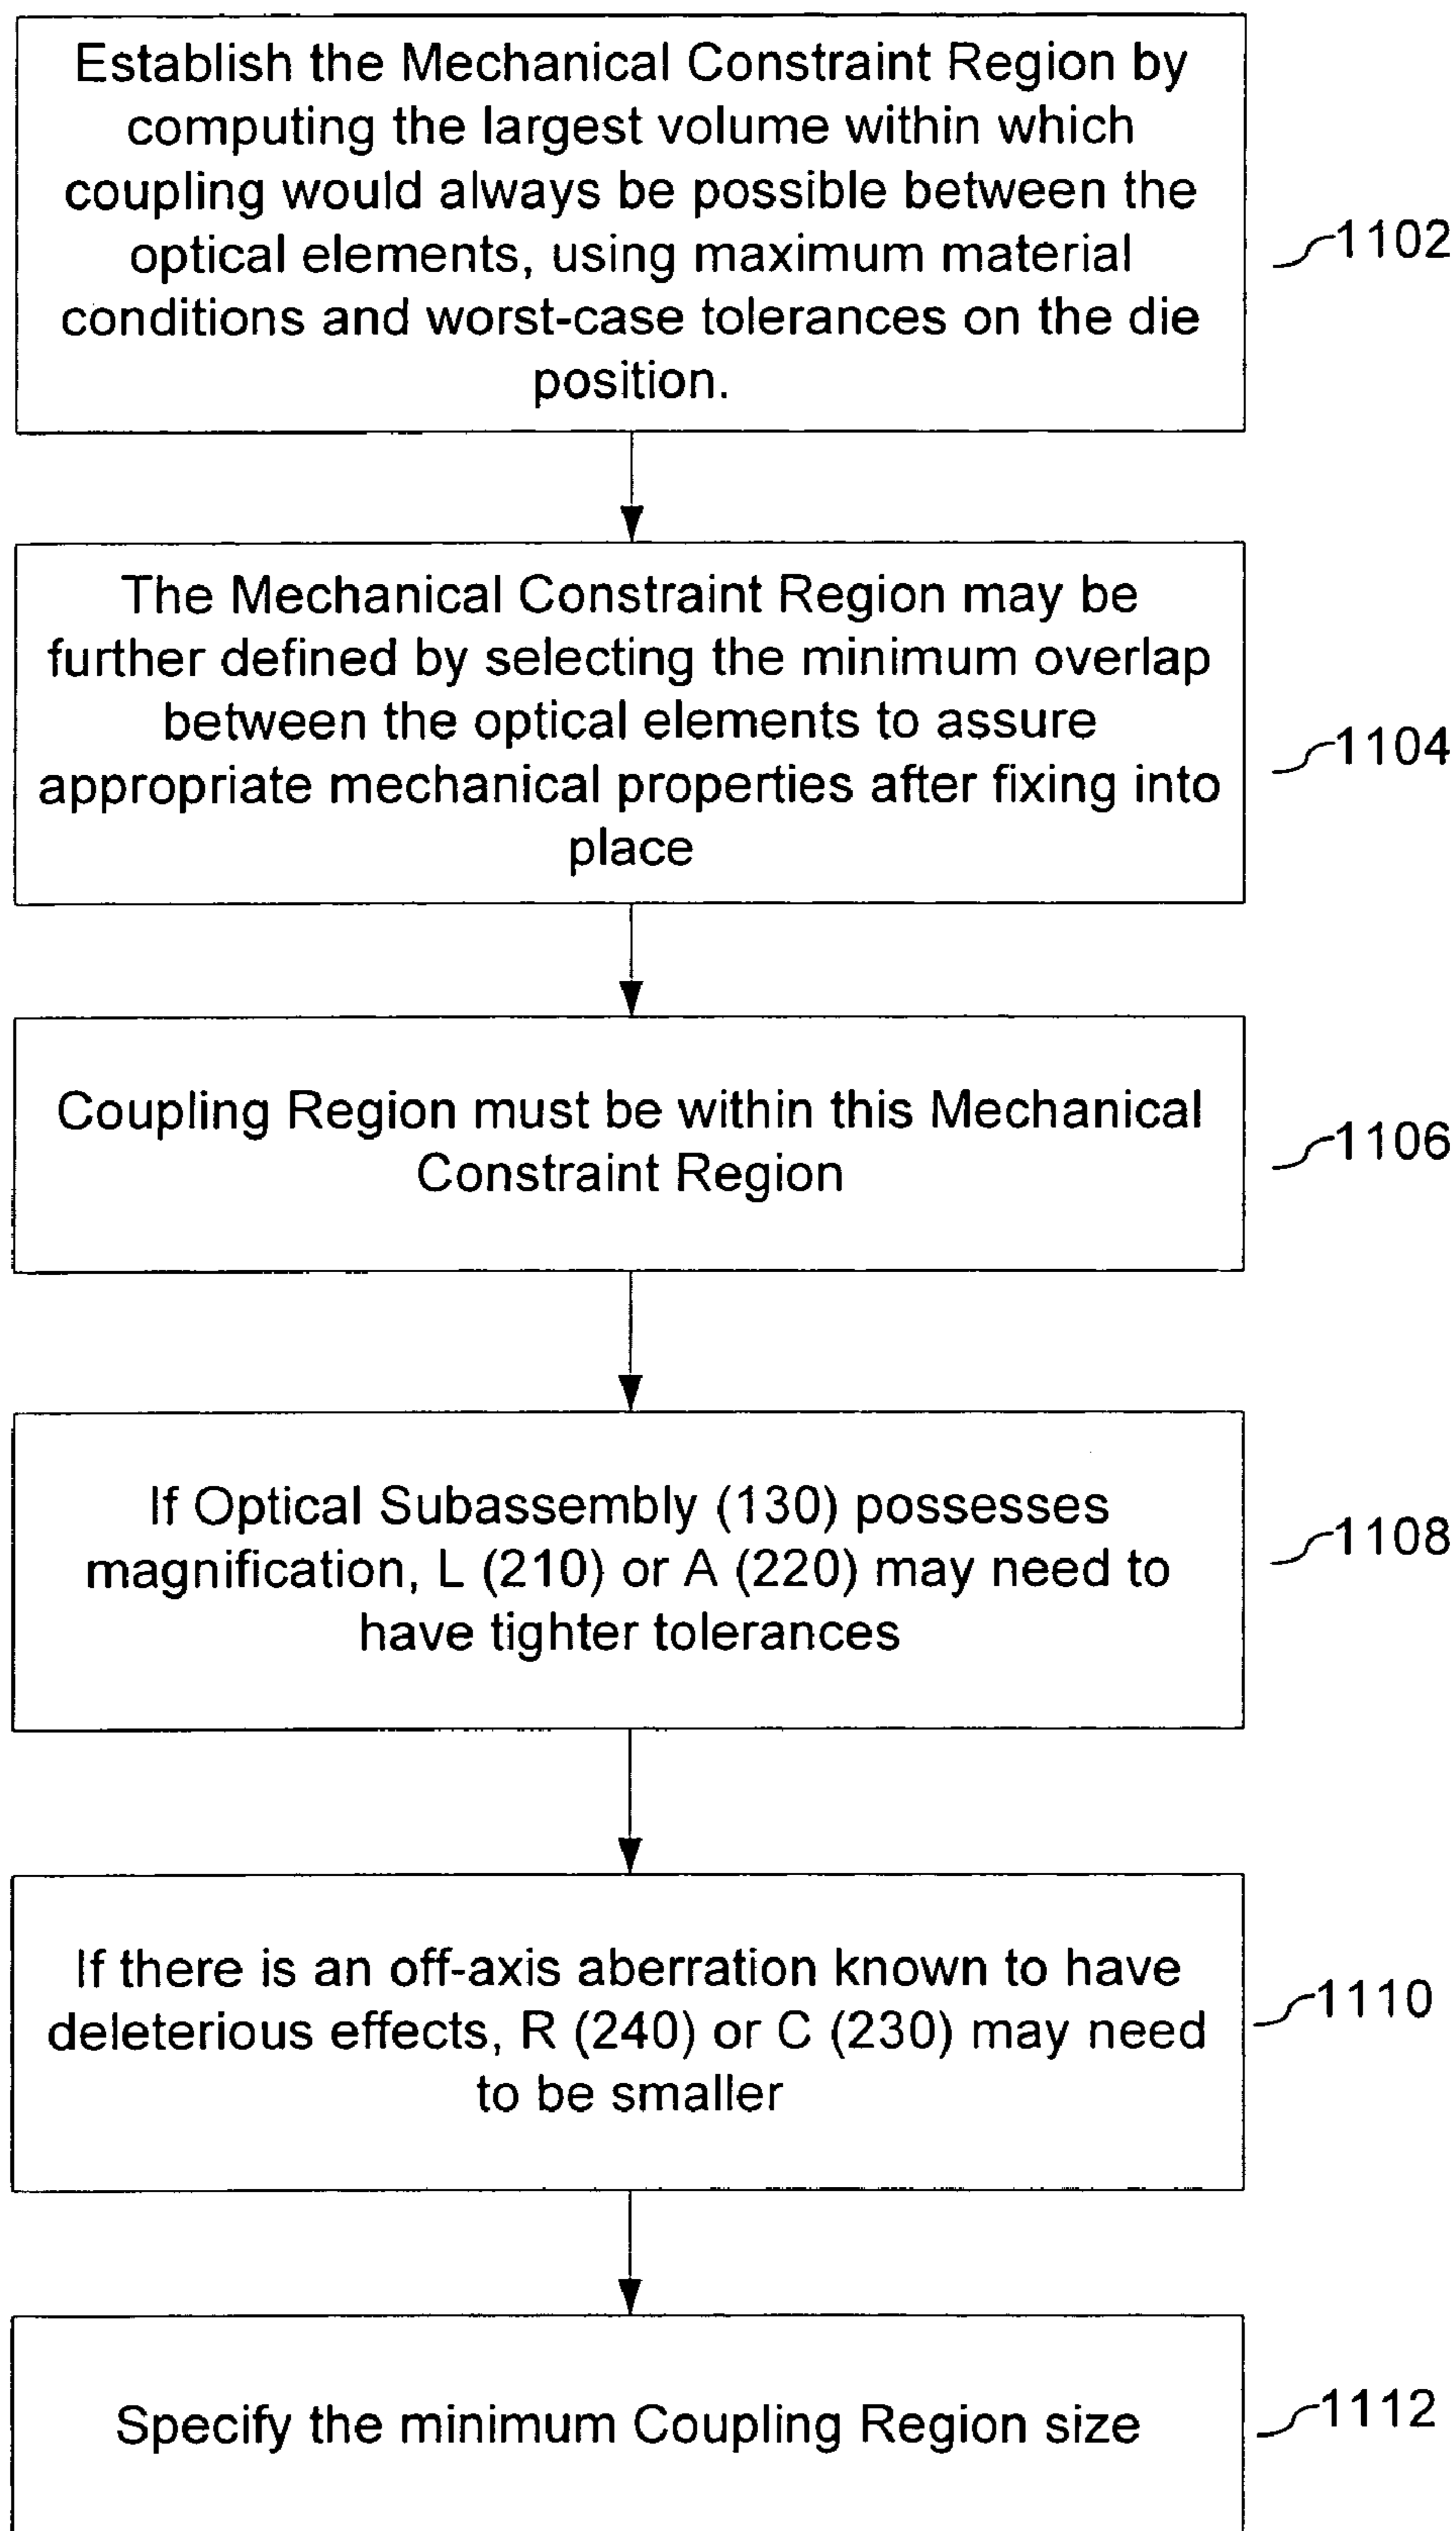 Establish the Mechanical Constraint Region by
computing the largest volume within which
coupling would always be possible between the
optical elements, using maximum material
conditions and worst-case tolerances on the die
position.
1102
The Mechanical Constraint Region may be
further defined by selecting the minimum overlap
between the optical elements to assure
appropriate mechanical properties after fixing into
place
1104
Coupling Region must be within this Mechanical
Constraint Region
1106
If Optical Subassembly (130) possesses
magnification, L (210) or A (220) may need to
have tighter tolerances
1108
If there is an off-axis aberration known to have
deleterious effects, R (240) or C (230) may need
to be smaller
1110
Specify the minimum Coupling Region size
1112